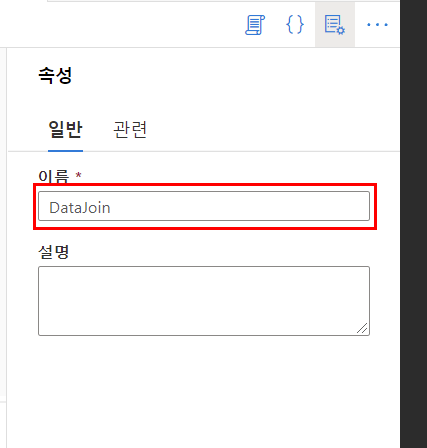 {} ...
속성
일반 관련
이름 *
DataJoin
설명